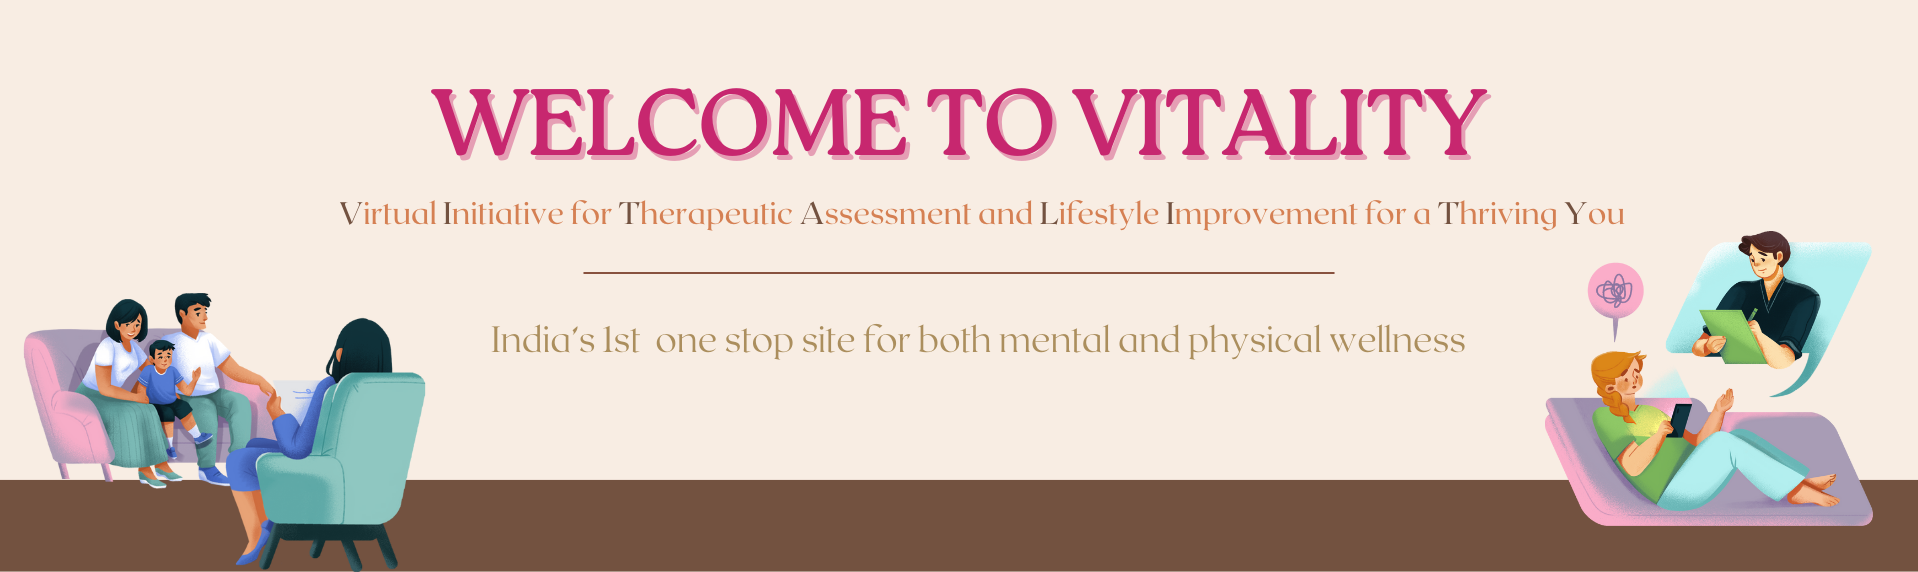 WELCOME TO VITALITY
Virtual Initiative for Therapeutic Assessment and Lifestyle Improvement for a Thriving You
India's 1st one stop site for both mental and physical wellness